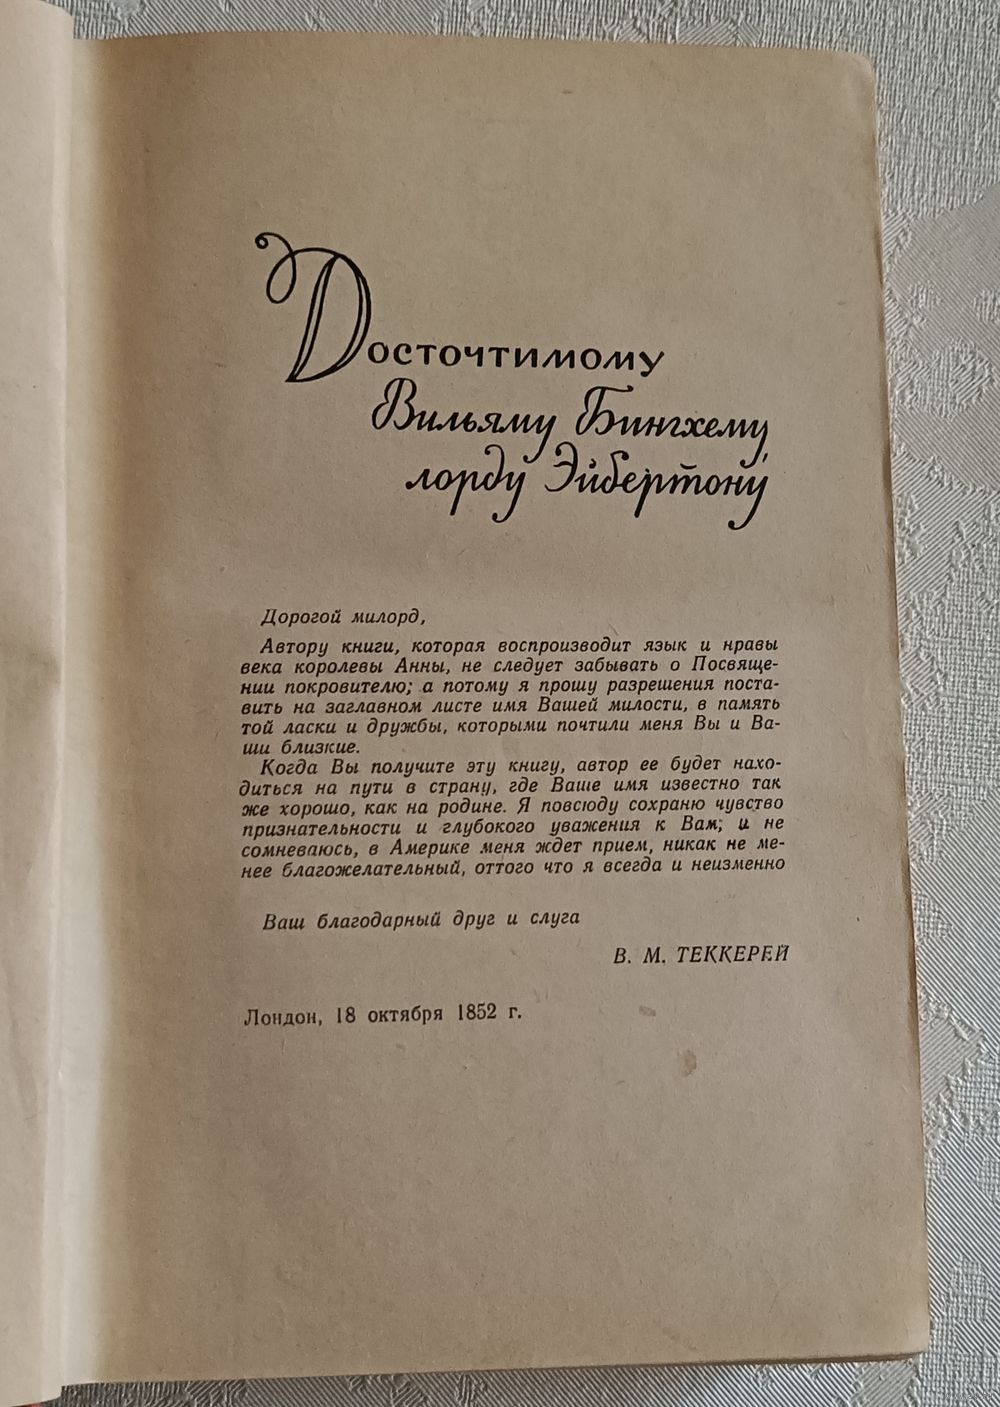 Досточтимому
Вильяму Бингхему,
лорду Эйбертону
Дорогой милорд,
Автору книги, которая воспроизводит язык и нравы
века королевы Анны, не следует забывать о Посвяще-
нии покровителю; а потому я прошу разрешения поста-
вить на заглавном листе имя Вашей милости, в память
той ласки и дружбы, которыми почтили меня Вы и Ва-
ши близкие.
Когда Вы получите эту книгу, автор ее будет нахо-
диться на пути в страну, где Ваше имя известно так
же хорошо, как на родине. Я повсюду сохраню чувство
признательности и глубокого уважения к Вам; и не
сомневаюсь, в Америке меня ждет прием, никак не ме-
нее благожелательный, оттого что я всегда и неизменно
Ваш благодарный друг и слуга
В. М. ТЕККЕРЕЙ
Лондон, 18 октября 1852 г.